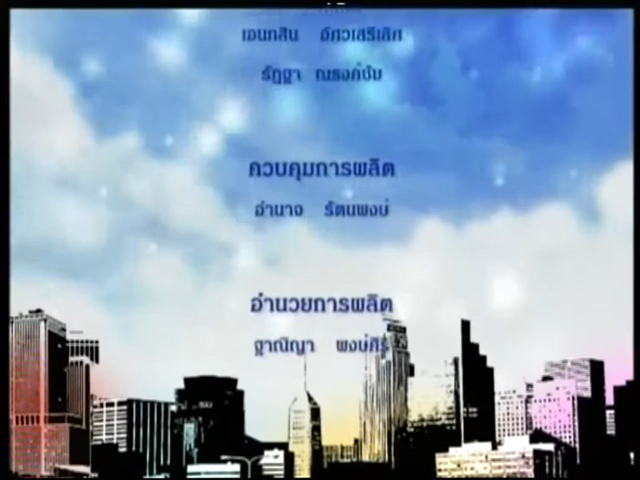 เอนกสิน อัศวเสรีเลิศ
ธัฏฐา ณรงค์ชัย
ควบคุมการผลิต
อำนาจ รัตนพงษ์
อำนวยการผลิต
ฐาณิญา พงษ์ศิริ